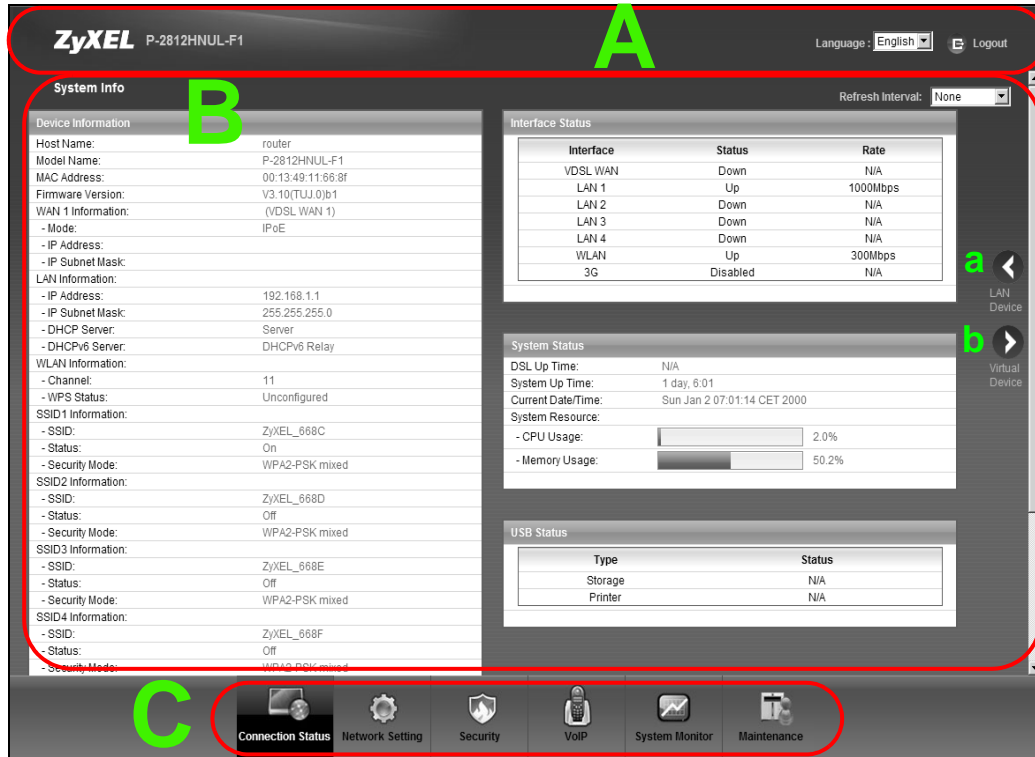 ZyXEL P-2812HNUL-F1
A
Language : English
Logout
System Info
B
Refresh Interval: None
Device Information
Host Name: router
Model Name: P-2812HNUL-F1
MAC Address: 00:13:49:11:66:8f
Firmware Version: V3.10(TUJ.0)b1
WAN 1 Information: (VDSL WAN 1)
- Mode: IPoE
- IP Address:
- IP Subnet Mask:
LAN Information:
- IP Address: 192.168.1.1
- IP Subnet Mask: 255.255.255.0
- DHCP Server: Server
- DHCPv6 Server: DHCPv6 Relay
WLAN Information:
- Channel: 11
- WPS Status: Unconfigured
SSID1 Information:
- SSID: ZyXEL_668C
- Status: On
- Security Mode: WPA2-PSK mixed
SSID2 Information:
- SSID: ZyXEL_668D
- Status: Off
- Security Mode: WPA2-PSK mixed
SSID3 Information:
- SSID: ZyXEL_668E
- Status: Off
- Security Mode: WPA2-PSK mixed
SSID4 Information:
- SSID: ZyXEL_668F
- Status: Off
- Security Mode: WPA2-PSK mixed
Interface Status
Interface Status Rate
VDSL WAN Down N/A
LAN 1 Up 1000Mbps
LAN 2 Down N/A
LAN 3 Down N/A
LAN 4 Down N/A
WLAN Up 300Mbps
3G Disabled N/A
System Status
DSL Up Time: N/A
System Up Time: 1 day, 6:01
Current Date/Time: Sun Jan 2 07:01:14 CET 2000
System Resource:
- CPU Usage: 2.0%
- Memory Usage: 50.2%
USB Status
Type Status
Storage N/A
Printer N/A
a
LAN
Device
b
Virtual
Device
C
Connection Status
Network Setting
Security
VoIP
System Monitor
Maintenance